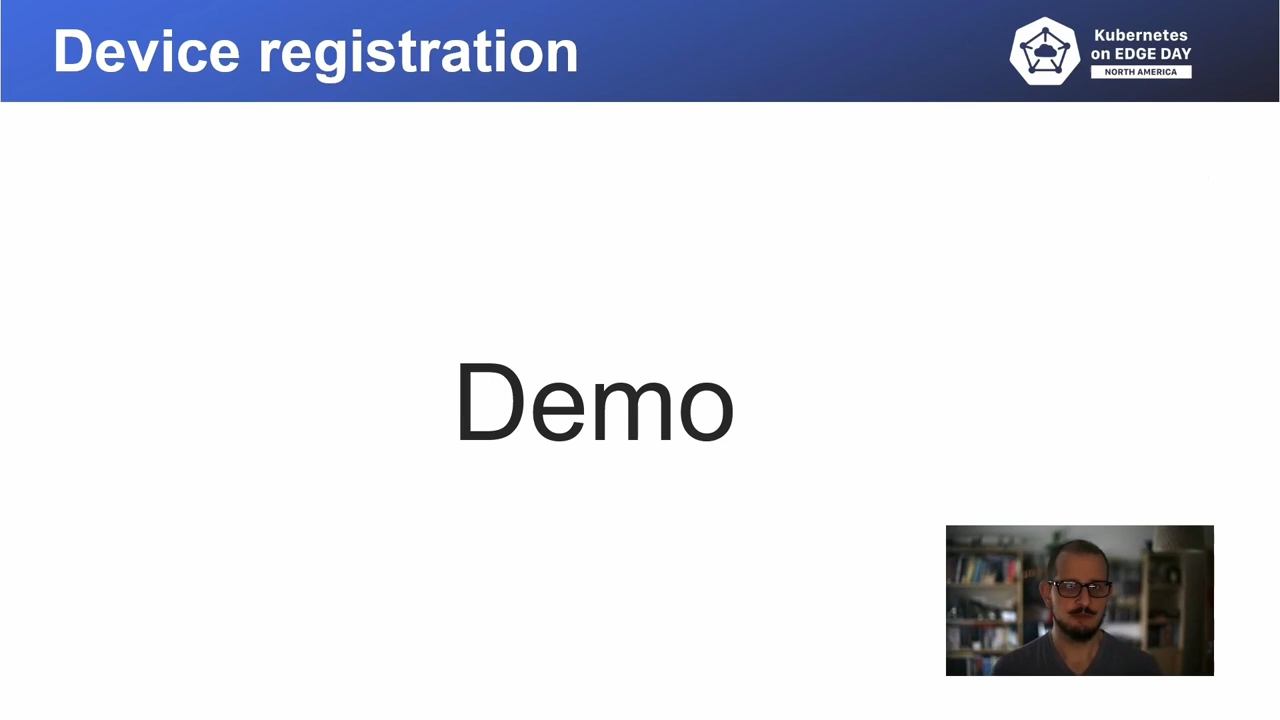 Device registration
Kubernetes
on EDGE DAY
NORTH AMERICA
Demo